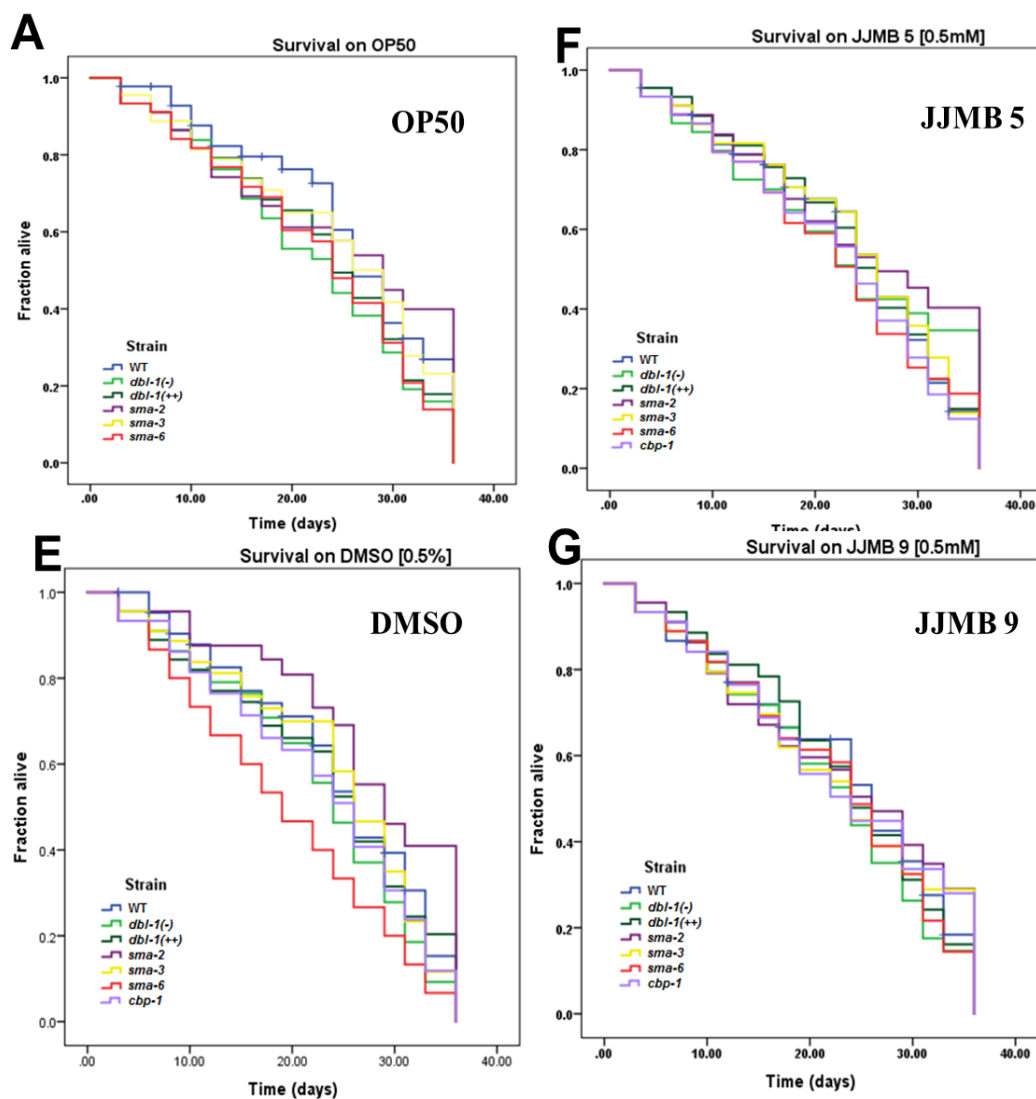 A
Survival on OP50
OP50
Fraction alive
1.0
0.8
0.6
0.4
0.2
0.0
Strain
WT
dbl-1(-)
dbl-1(++)
sma-2
sma-3
sma-6
.00
10.00
20.00
30.00
40.00
Time (days)
F
Survival on JJMB 5 [0.5mM]
JJMB 5
Fraction alive
1.0
0.8
0.6
0.4
0.2
0.0
Strain
WT
dbl-1(-)
dbl-1(++)
sma-2
sma-3
sma-6
cbp-1
.00
10.00
20.00
30.00
40.00
Time (days)
E
Survival on DMSO [0.5%]
DMSO
Fraction alive
1.0
0.8
0.6
0.4
0.2
0.0
Strain
WT
dbl-1(-)
dbl-1(++)
sma-2
sma-3
sma-6
cbp-1
.00
10.00
20.00
30.00
40.00
Time (days)
G
Survival on JJMB 9 [0.5mM]
JJMB 9
Fraction alive
1.0
0.8
0.6
0.4
0.2
0.0
Strain
WT
dbl-1(-)
dbl-1(++)
sma-2
sma-3
sma-6
cbp-1
.00
10.00
20.00
30.00
40.00
Time (days)